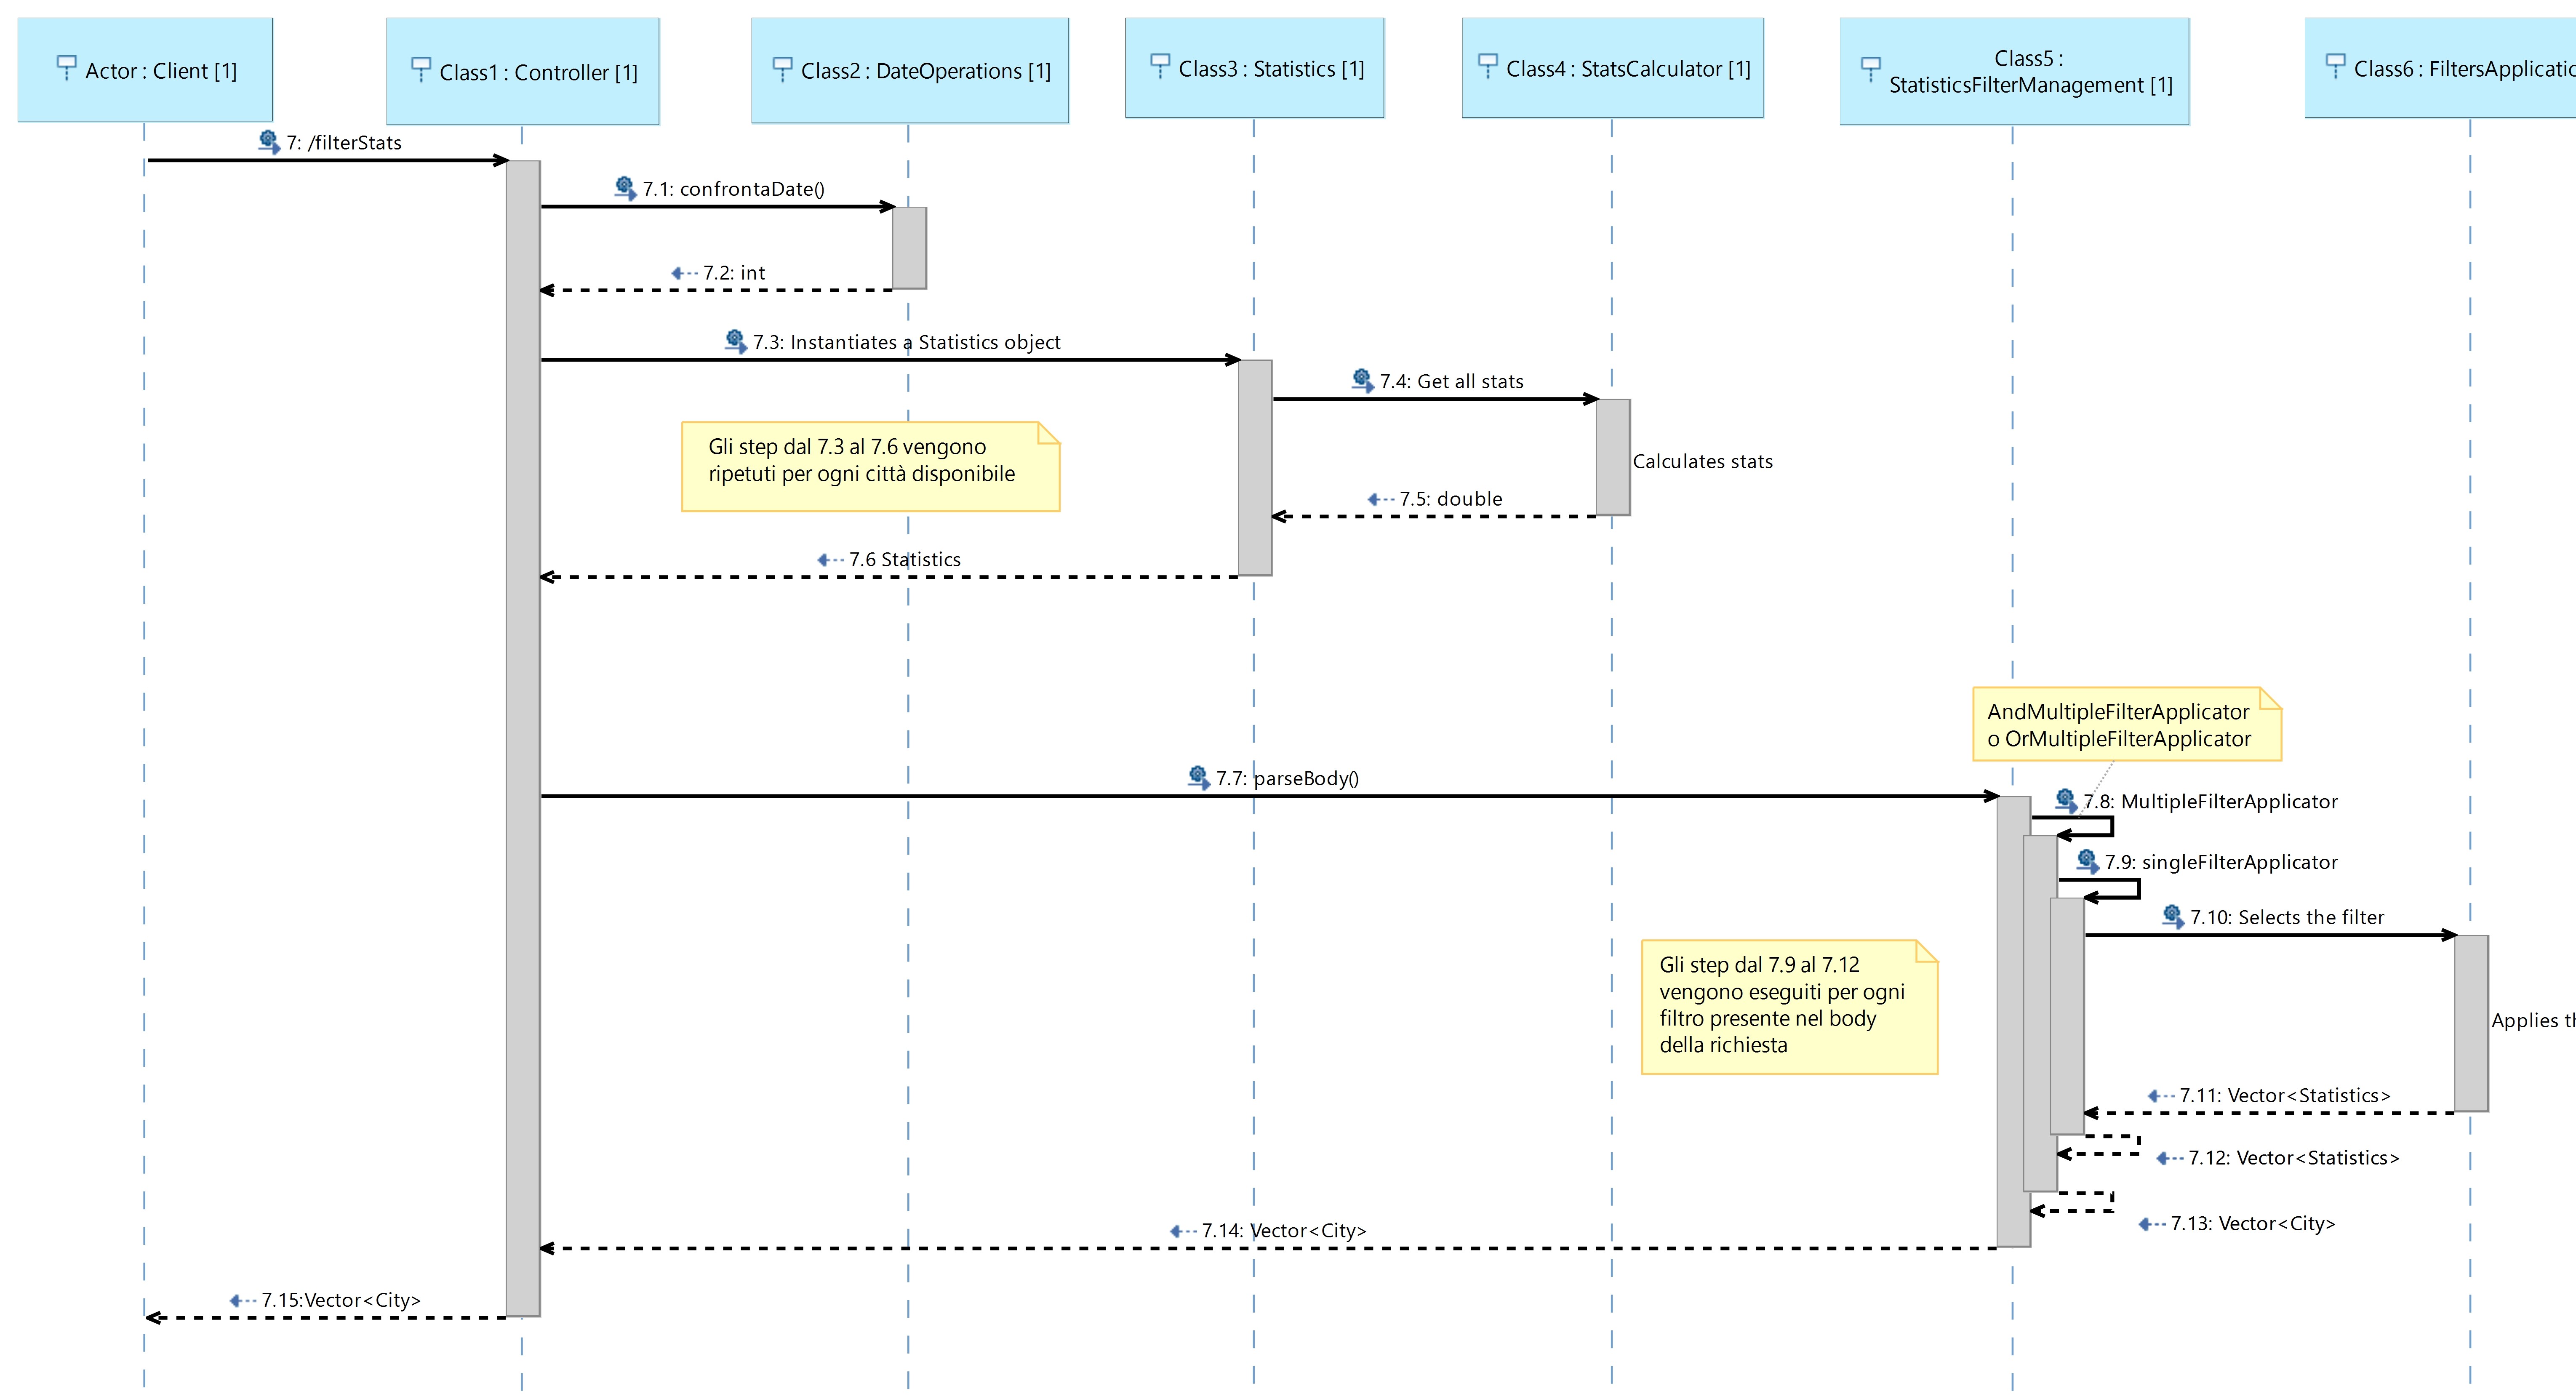 Actor : Client [1]
Class1 : Controller [1]
Class2 : DateOperations [1]
Class3 : Statistics [1]
Class4 : StatsCalculator [1]
Class5 :
StatisticsFilterManagement [1]
Class6 : FiltersApplicatio
7: /filterStats
7.1: confrontaDate()
7.2: int
7.3: Instantiates a Statistics object
7.4: Get all stats
Gli step dal 7.3 al 7.6 vengono
ripetuti per ogni città disponibile
Calculates stats
7.5: double
7.6 Statistics
AndMultipleFilterApplicator
o OrMultipleFilterApplicator
7.7: parseBody()
7.8: MultipleFilterApplicator
7.9: singleFilterApplicator
7.10: Selects the filter
Gli step dal 7.9 al 7.12
vengono eseguiti per ogni
filtro presente nel body
della richiesta
Applies
7.11: Vector<Statistics>
7.12: Vector<Statistics>
7.13: Vector<City>
7.14: Vector<City>
7.15:Vector<City>